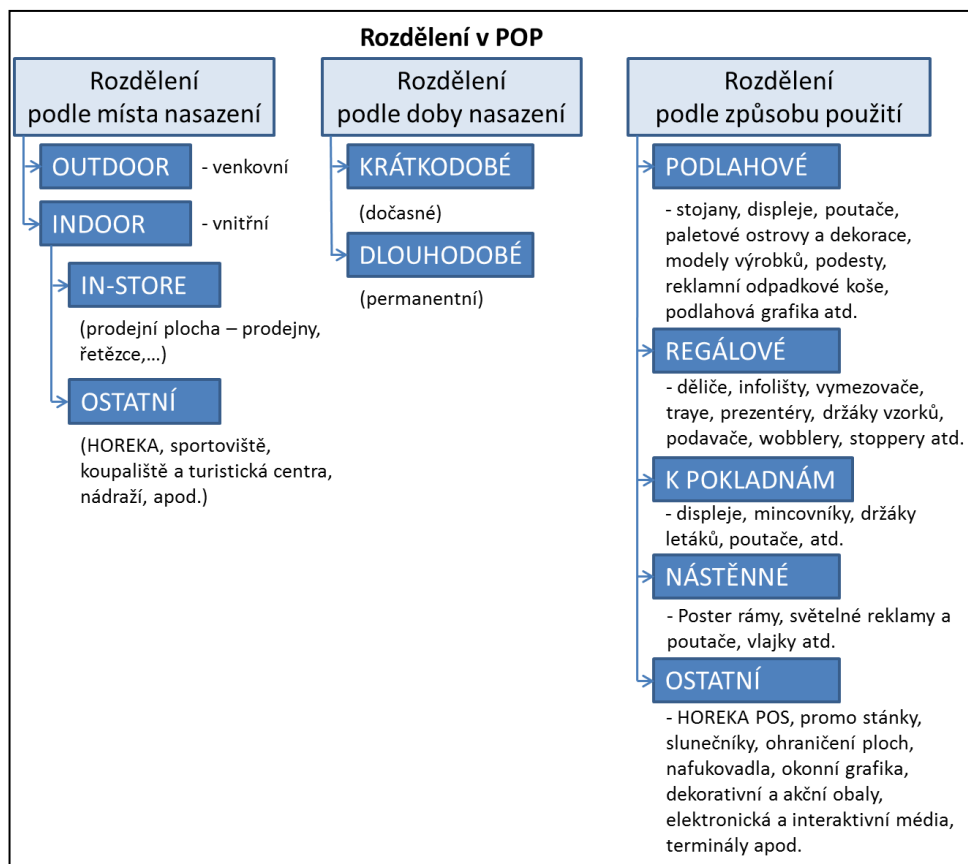 Rozdělení v POP
Rozdělení
podle místa nasazení
OUTDOOR - venkovní
INDOOR - vnitřní
IN-STORE
(prodejní plocha – prodejny,
řetězce,...)
OSTATNÍ
(HOREKA, sportoviště,
koupaliště a turistická centra,
nádraží, apod.)
Rozdělení
podle doby nasazení
KRÁTKODOBÉ
(dočasné)
DLOUHODOBÉ
(permanentní)
Rozdělení
podle způsobu použití
PODLAHOVÉ
- stojany, displeje, poutače,
paletové ostrovy a dekorace,
modely výrobků, podesty,
reklamní odpadkové koše,
podlahová grafika atd.
REGÁLOVÉ
- děliče, infolišty, vymezovače,
traye, prezentéry, držáky vzorků,
podavače, wobblery, stoppery atd.
K POKLADNÁM
- displeje, mincovníky, držáky
letáků, poutače, atd.
NÁSTĚNNÉ
- Poster rámy, světelné reklamy a
poutače, vlajky atd.
OSTATNÍ
- HOREKA POS, promo stánky,
slunečníky, ohraničení ploch,
nafukovadla, okonní grafika,
dekorativní a akční obaly,
elektronická a interaktivní média,
terminály apod.